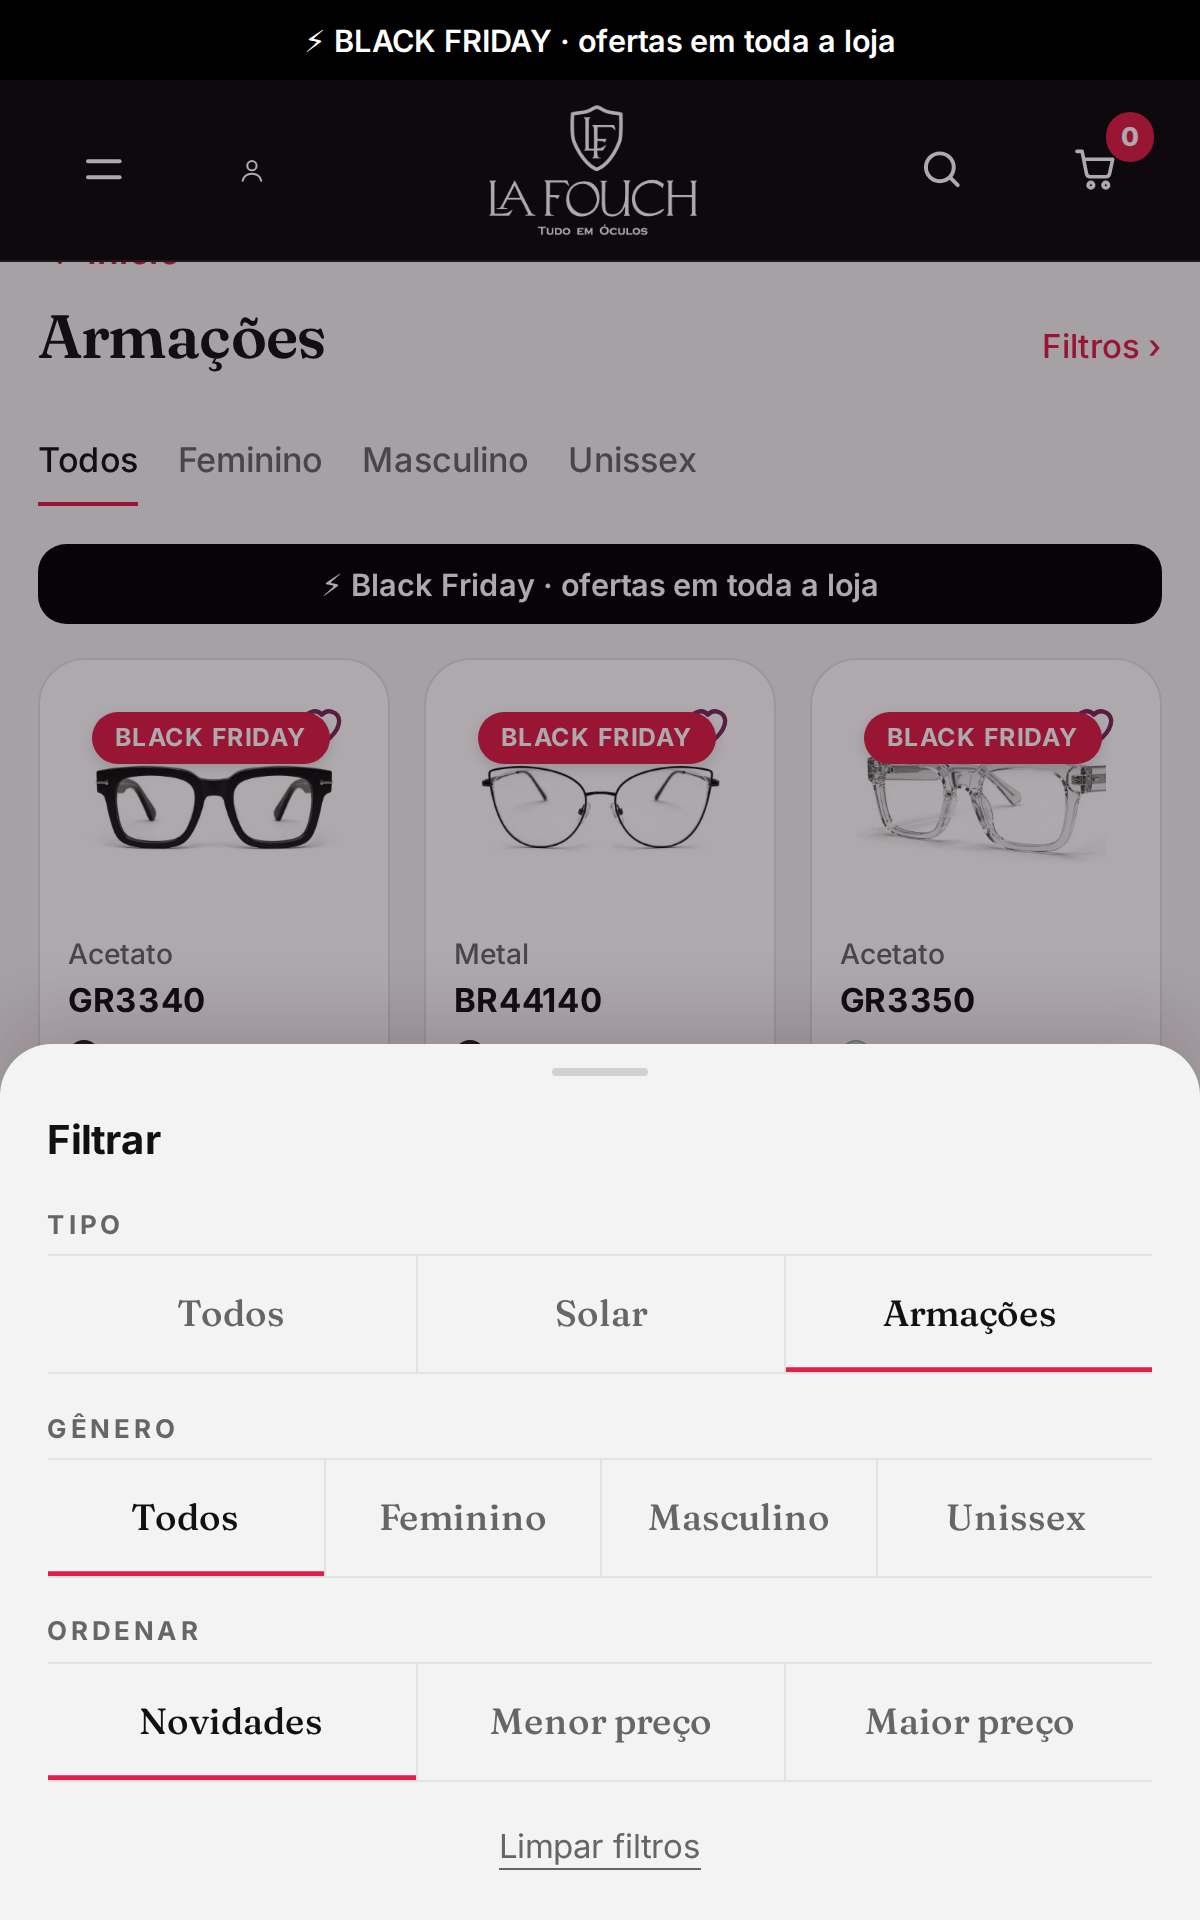 ⚡ BLACK FRIDAY · ofertas em toda a loja
0
LF
LA FOUCH
TUDO EM ÓCULOS
Armações
Filtros ›
Todos Feminino Masculino Unissex
⚡ Black Friday · ofertas em toda a loja
BLACK FRIDAY BLACK FRIDAY BLACK FRIDAY
Acetato Metal Acetato
GR3340 BR44140 GR3350
Filtrar
TIPO
Todos Solar Armações
GÊNERO
Todos Feminino Masculino Unissex
ORDENAR
Novidades Menor preço Maior preço
Limpar filtros